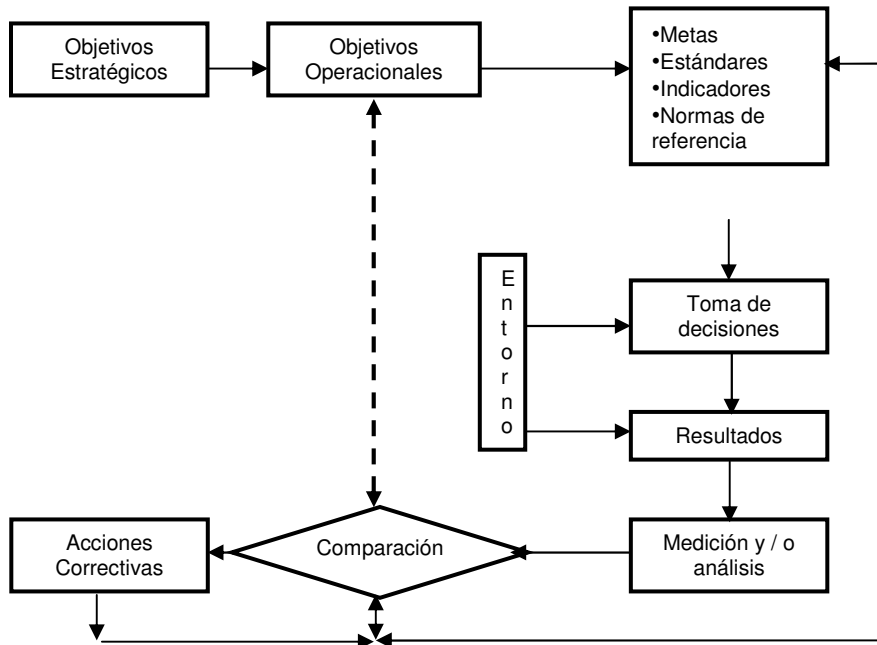 Objetivos
Estratégicos
Objetivos
Operacionales
•Metas
•Estándares
•Indicadores
•Normas de
referencia
Entorno
Toma de
decisiones
Resultados
Acciones
Correctivas
Comparación
Medición y / o
análisis